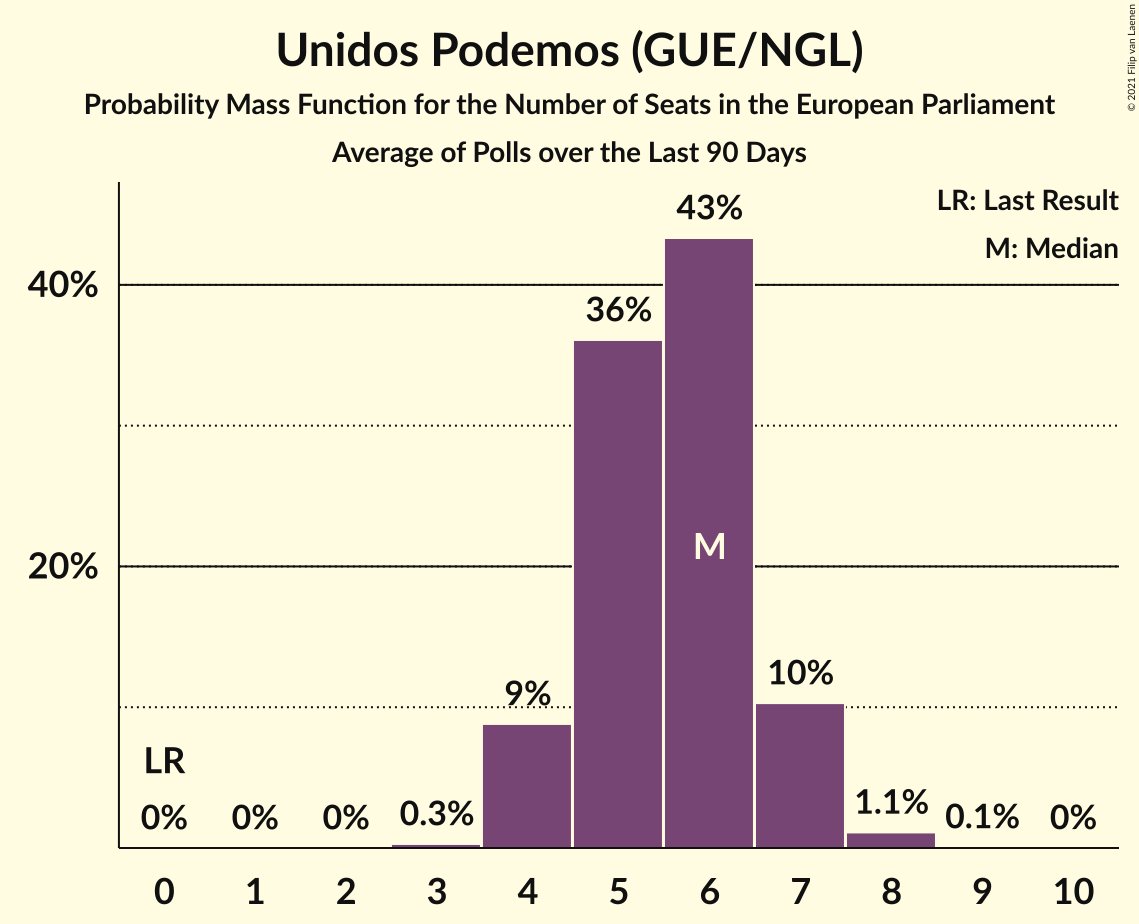 Unidos Podemos (GUE/NGL)
Probability Mass Function for the Number of Seats in the European Parliament
Average of Polls over the Last 90 Days
© 2021 Filip van Laenen
LR: Last Result
M: Median
40%
20%
LR
0%
0%
0%
0.3%
9%
36%
43%
M
10%
1.1%
0.1%
0%
0 1 2 3 4 5 6 7 8 9 10